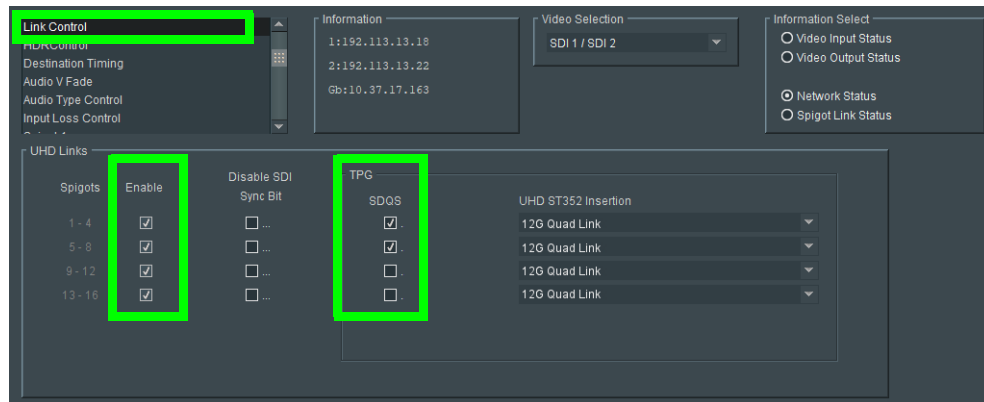 Link Control
HDRControl
Destination Timing
Audio V Fade
Audio Type Control
Input Loss Control
Information
1:192.113.13.18
2:192.113.13.22
Gb:10.37.17.163
Video Selection
SDI 1 / SDI 2
Information Select
Video Input Status
Video Output Status
Network Status
Spigot Link Status
UHD Links
Spigots Enable Disable SDI
Sync Bit
TPG
SDQS UHD ST352 Insertion
1 - 4 ... . 12G Quad Link
5 - 8 ... . 12G Quad Link
9 - 12 ... . 12G Quad Link
13 - 16 ... . 12G Quad Link